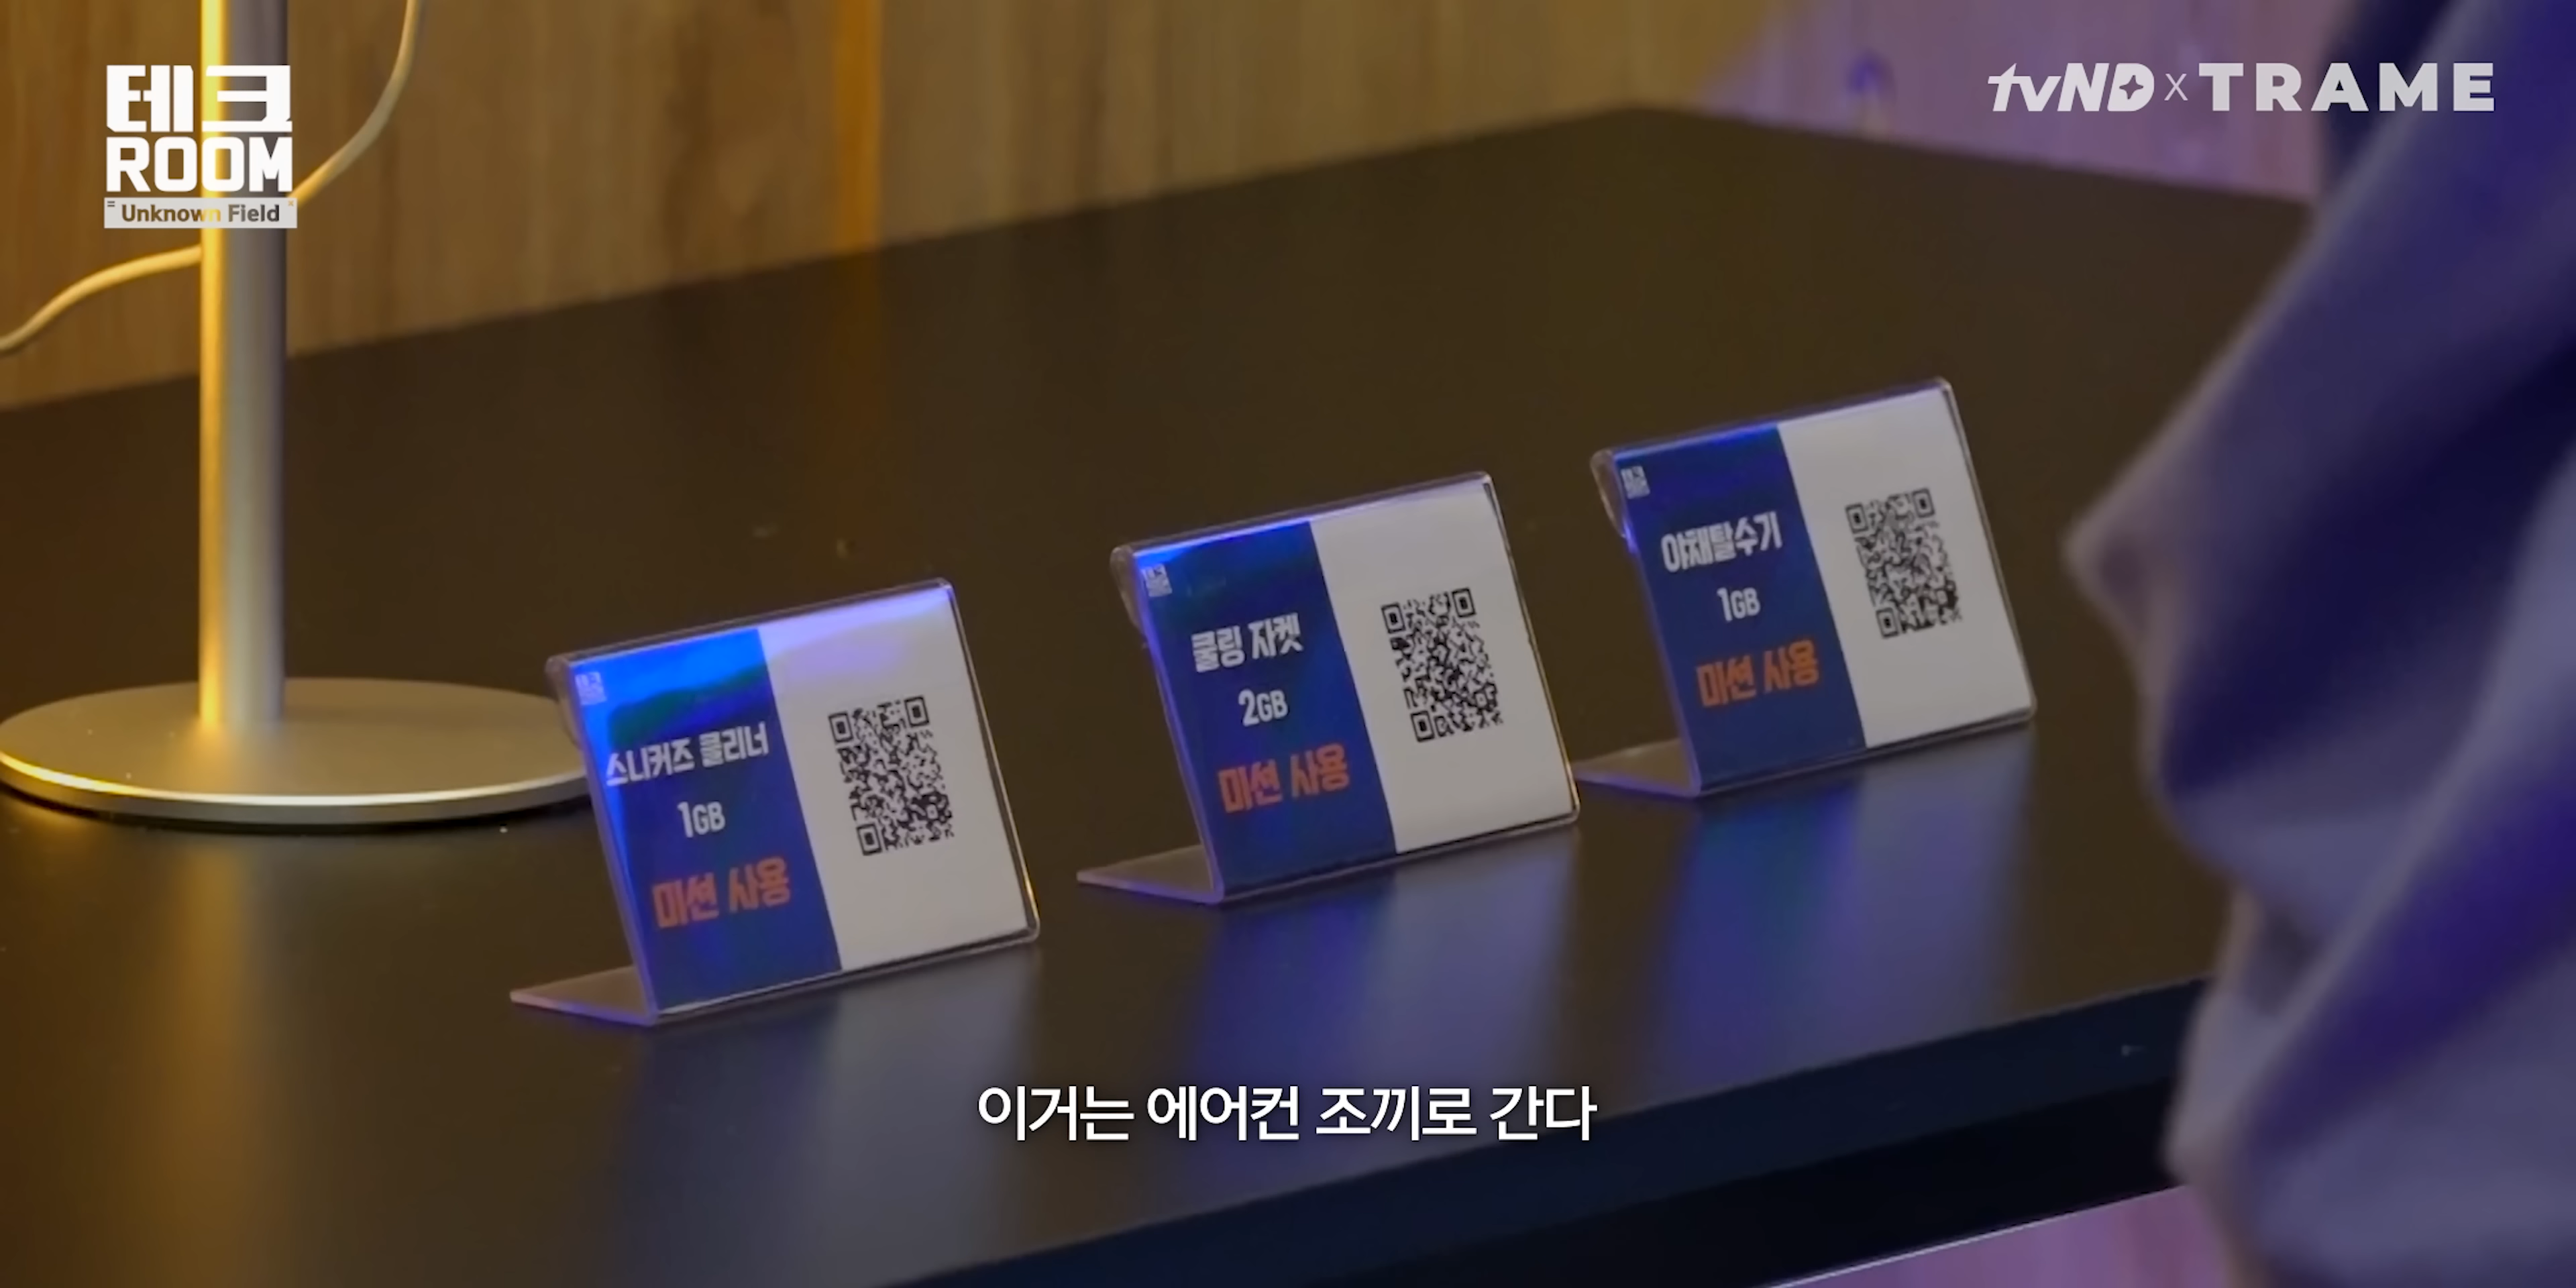 테크
ROOM
Unknown Field
tvND x TRAME
스니커즈 클리너
1GB
미션 사용
쿨링 자켓
2GB
미션 사용
야채탈수기
1GB
미션 사용
이거는 에어컨 조끼로 간다